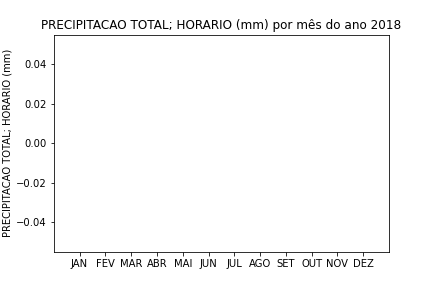 PRECIPITACAO TOTAL; HORARIO (mm) por mês do ano 2018
PRECIPITACAO TOTAL; HORARIO (mm)
0.04
0.02
0.00
−0.02
−0.04
JAN FEV MAR ABR MAI JUN JUL AGO SET OUT NOV DEZ